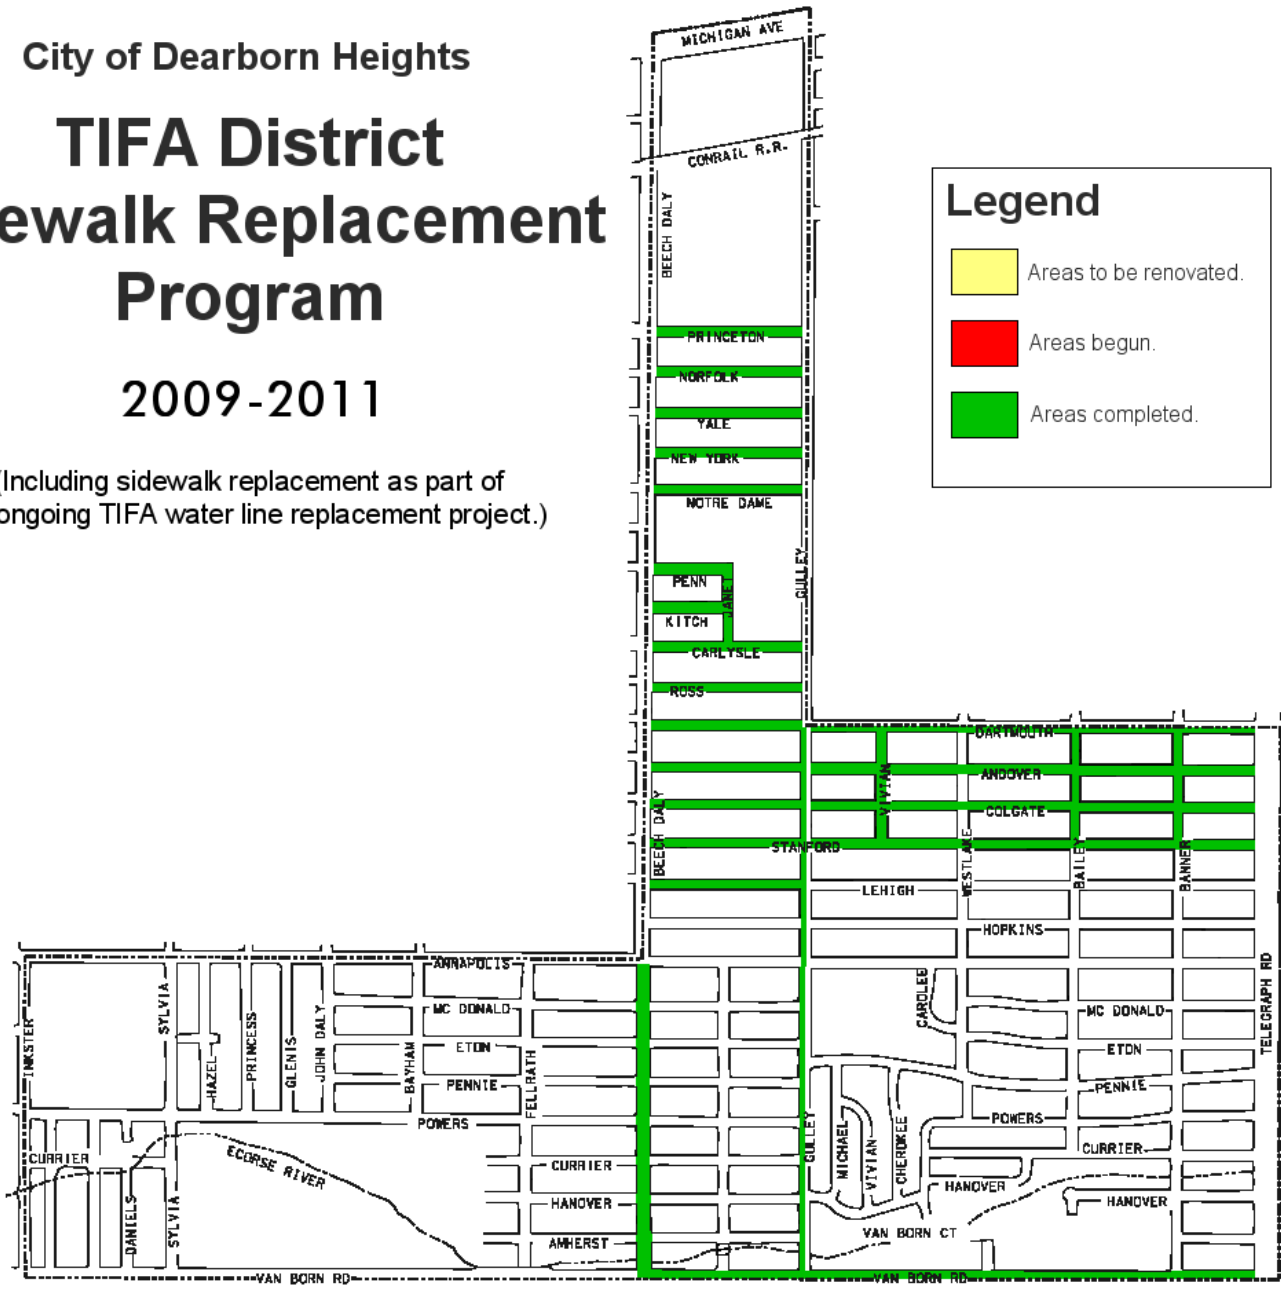 City of Dearborn Heights
TIFA District
ewalk Replacement
Program
2009-2011
(Including sidewalk replacement as part of
ongoing TIFA water line replacement project.)
Legend
Areas to be renovated.
Areas begun.
Areas completed.
MICHIGAN AVE
CONRAIL R.R.
BEECH DALY
PRINCETON
NORFOLK
YALE
NEW YORK
NOTRE DAME
GULLEY
PENN
JANET
KITCH
CARLYSLE
ROSS
DARTMOUTH
VIVIAN
ANDOVER
COLGATE
BEECH DALY
STANFORD
WESTLAKE
BAILEY
BANNER
LEHIGH
HOPKINS
TELEGRAPH RD
ANNAPOLIS
SYLVIA
CAROLEE
MC DONALD
MC DONALD
INKSTER
HAZEL
PRINCESS
GLENIS
JOHN DALY
BAYHAM
ETON
ETON
FELLRATH
PENNIE
PENNIE
POWERS
POWERS
GULLEY
MICHAEL
VIVIAN
CHEROKEE
CURRIER
ECORSE RIVER
CURRIER
CURRIER
HANOVER
HANOVER
HANOVER
DANIELS
SYLVIA
AMHERST
VAN BORN CT
VAN BORN RD
VAN BORN RD